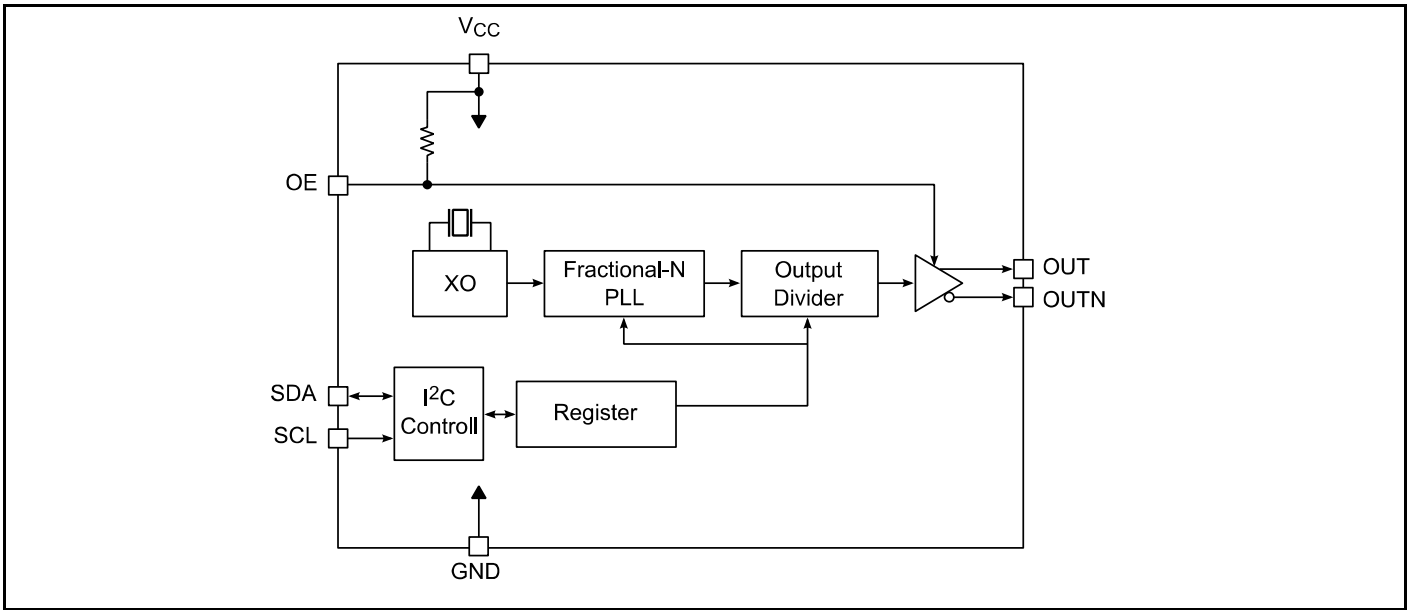 VCC
OE
XO
Fractional-N
PLL
Output
Divider
OUT
OUTN
SDA
SCL
I2C
Controll
Register
GND